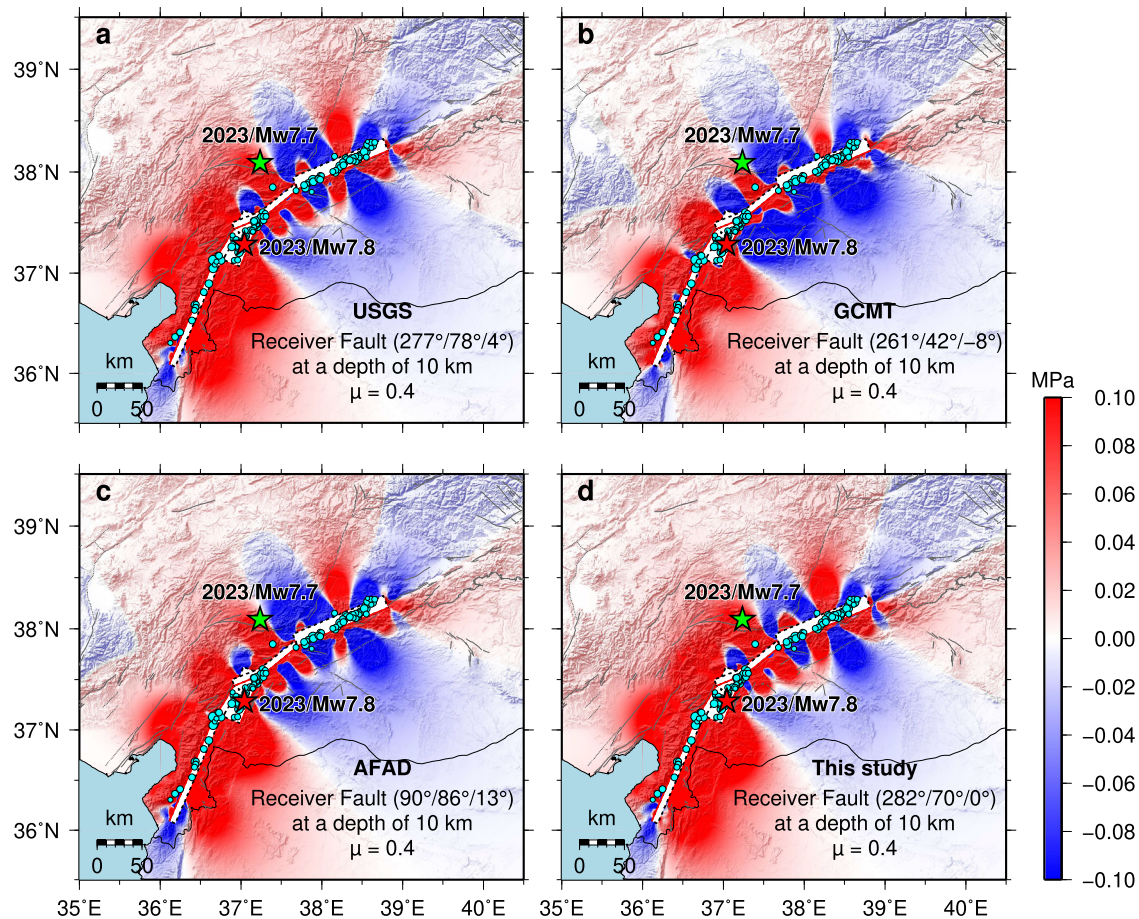 a
b
39°N
38°N
37°N
36°N
2023/Mw7.7
2023/Mw7.8
USGS
Receiver Fault (277°/78°/4°)
at a depth of 10 km
μ = 0.4
km
0 50
2023/Mw7.7
2023/Mw7.8
GCMT
Receiver Fault (261°/42°/−8°)
at a depth of 10 km
μ = 0.4
km
0 50
MPa
0.10
0.08
0.06
0.04
0.02
0.00
−0.02
−0.04
−0.06
−0.08
−0.10
c
d
39°N
38°N
37°N
36°N
2023/Mw7.7
2023/Mw7.8
AFAD
Receiver Fault (90°/86°/13°)
at a depth of 10 km
μ = 0.4
km
0 50
2023/Mw7.7
2023/Mw7.8
This study
Receiver Fault (282°/70°/0°)
at a depth of 10 km
μ = 0.4
km
0 50
35°E 36°E 37°E 38°E 39°E 40°E
35°E 36°E 37°E 38°E 39°E 40°E